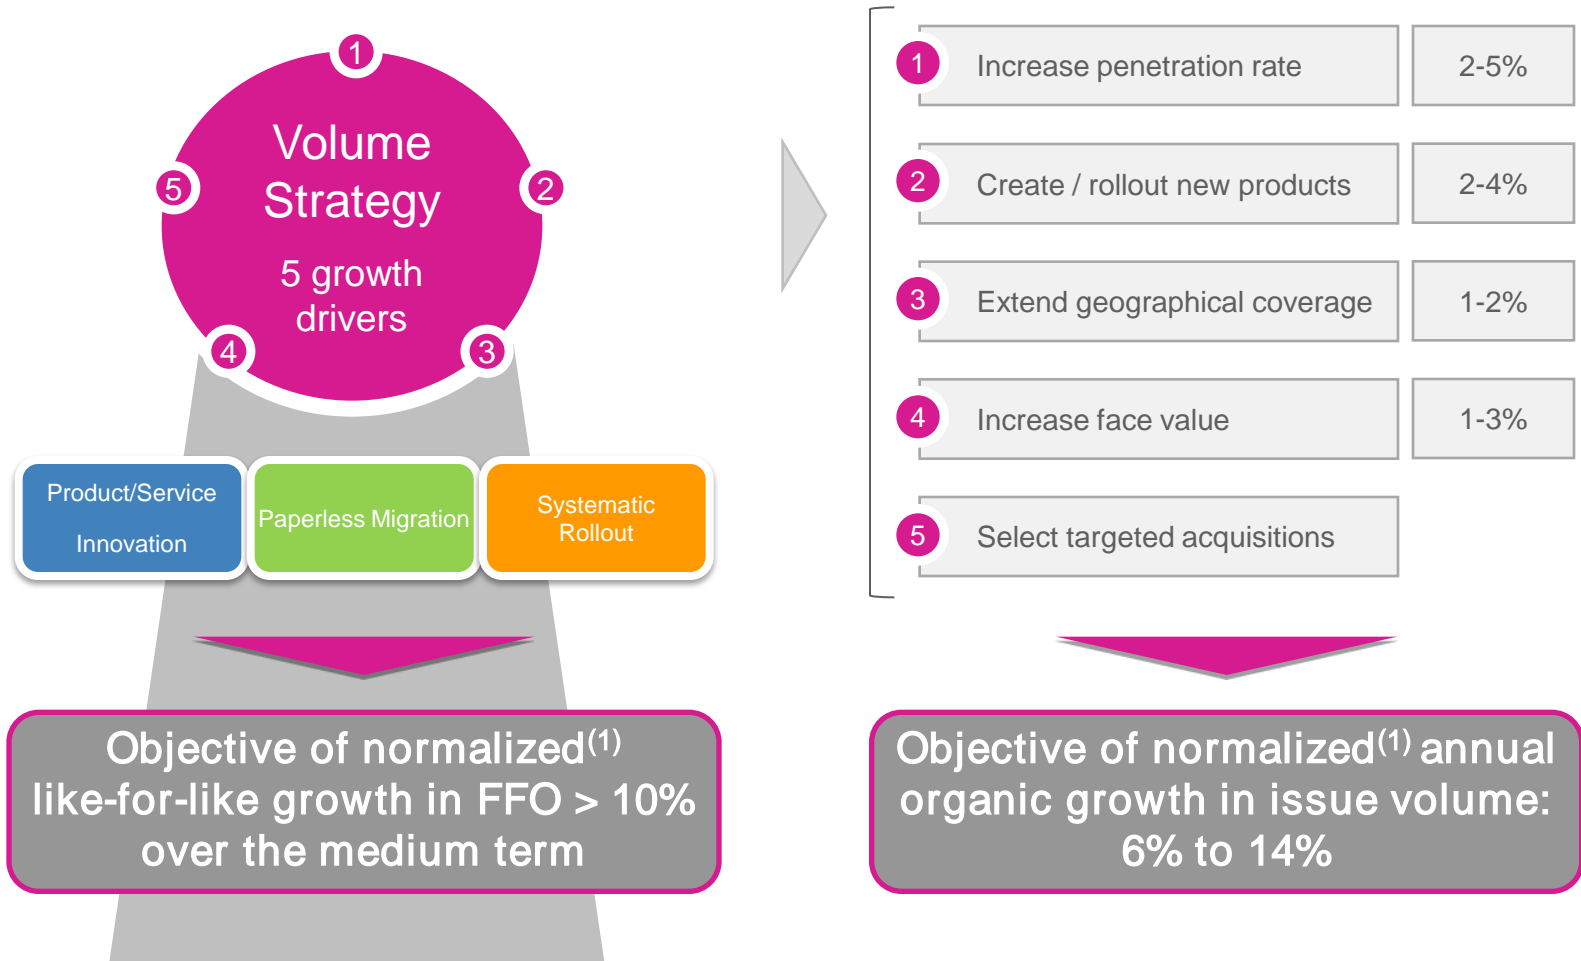 1
Volume
Strategy
5 growth
drivers
5
2
4
3
Product/Service
Innovation
Paperless Migration
Systematic
Rollout
Objective of normalized(1)
like-for-like growth in FFO > 10%
over the medium term
1 Increase penetration rate 2-5%
2 Create / rollout new products 2-4%
3 Extend geographical coverage 1-2%
4 Increase face value 1-3%
5 Select targeted acquisitions
Objective of normalized(1) annual
organic growth in issue volume:
6% to 14%